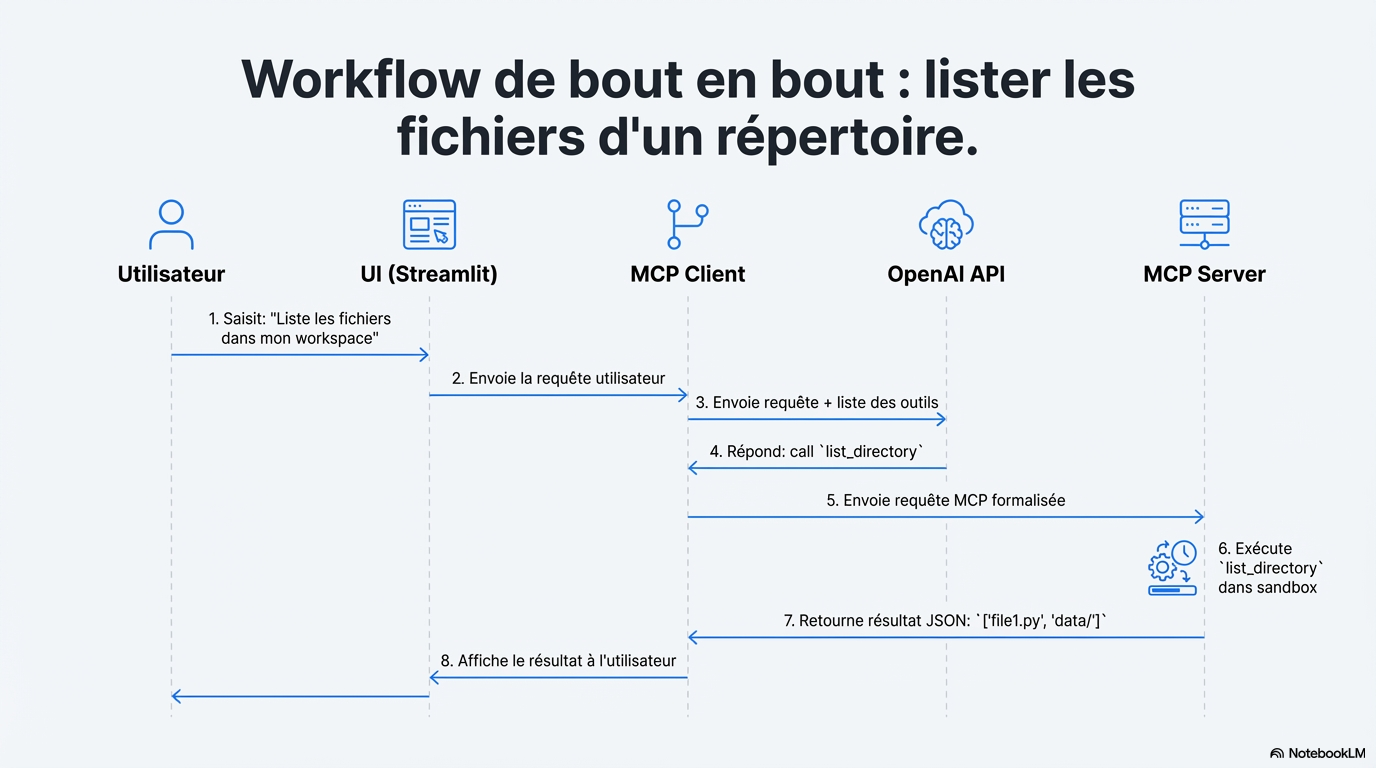 Workflow de bout en bout : lister les
fichiers d'un répertoire.
Utilisateur
UI (Streamlit)
MCP Client
OpenAI API
MCP Server
1. Saisit: "Liste les fichiers
dans mon workspace"
2. Envoie la requête utilisateur
3. Envoie requête + liste des outils
4. Répond: call `list_directory`
5. Envoie requête MCP formalisée
6. Exécute
`list_directory`
dans sandbox
7. Retourne résultat JSON: `['file1.py', 'data/']`
8. Affiche le résultat à l'utilisateur
NotebookLM